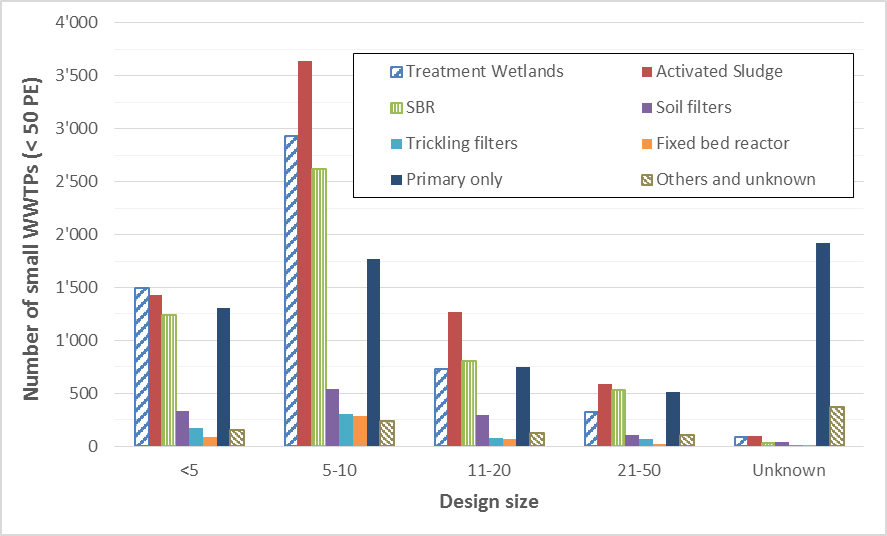 Number of small WWTPs (< 50 PE)
4'000
3'500
3'000
2'500
2'000
1'500
1'000
500
0
Treatment Wetlands
Activated Sludge
SBR
Soil filters
Trickling filters
Fixed bed reactor
Primary only
Others and unknown
<5
5-10
11-20
21-50
Unknown
Design size